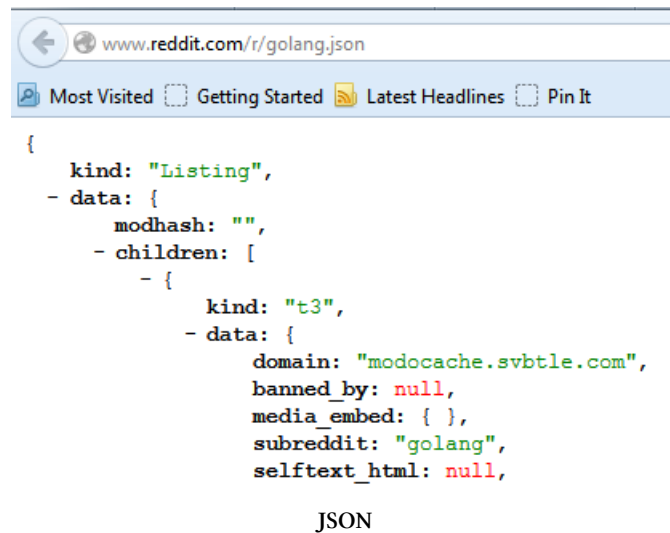 www.reddit.com/r/golang.json
Most Visited Getting Started Latest Headlines Pin It
{
kind: "Listing",
- data: {
modhash: "",
- children: [
- {
kind: "t3",
- data: {
domain: "modocache.svbtle.com",
banned_by: null,
media_embed: { },
subreddit: "golang",
selftext_html: null,
JSON